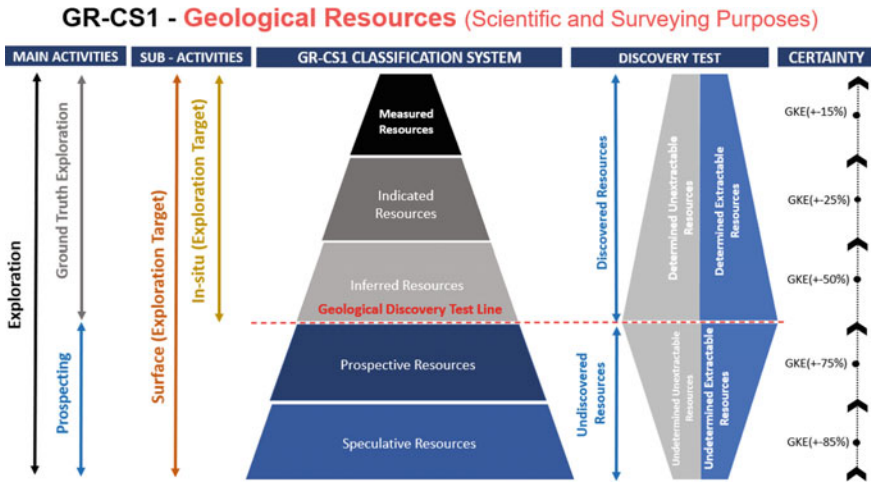 GR-CS1 - Geological Resources (Scientific and Surveying Purposes)
MAIN ACTIVITIES
SUB - ACTIVITIES
GR-CS1 CLASSIFICATION SYSTEM
DISCOVERY TEST
CERTAINTY
Exploration
Ground Truth Exploration
Prospecting
Surface (Exploration Target)
In-situ (Exploration Target)
Measured
Resources
Indicated
Resources
Inferred Resources
Geological Discovery Test Line
Prospective Resources
Speculative Resources
Discovered Resources
Undiscovered
Resources
Determined Unextractable
Resources
Determined Extractable
Resources
Undetermined Unextractable
Resources
Undetermined Extractable
Resources
GKE(+-15%)
GKE(+-25%)
GKE(+-50%)
GKE(+-75%)
GKE(+-85%)